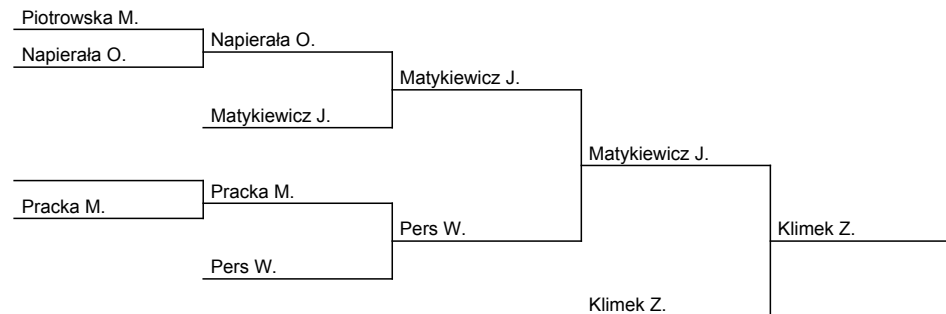 Piotrowska M.
Napierała O.
Napierała O.
Matykiewicz J.
Matykiewicz J.
Matykiewicz J.
Pracka M.
Pracka M.
Pers W.
Klimek Z.
Pers W.
Klimek Z.